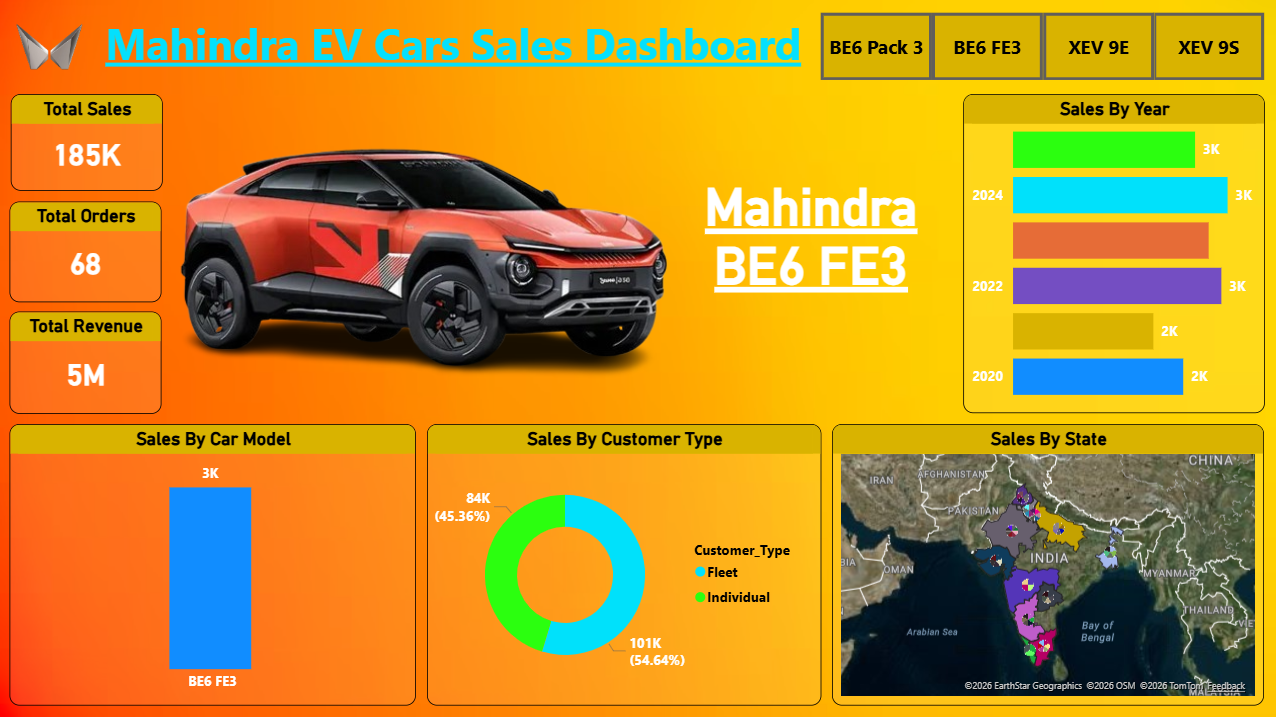 Mahindra EV Cars Sales Dashboard
BE6 Pack 3
BE6 FE3
XEV 9E
XEV 9S
Total Sales
185K
Total Orders
68
Total Revenue
5M
Mahindra
BE6 FE3
Sales By Year
3K
2024
3K
2022
3K
2K
2020
2K
Sales By Car Model
3K
BE6 FE3
Sales By Customer Type
84K
(45.36%)
101K
(54.64%)
Customer_Type
Fleet
Individual
Sales By State
CHINA
AFGHANISTAN
IRAN
PAKISTAN
INDIA
OMAN
MYANMAR
THAILAND
Arabian Sea
Bay of
Bengal
©2026 EarthStar Geographics ©2026 OSM ©2026 TomTom Feedback